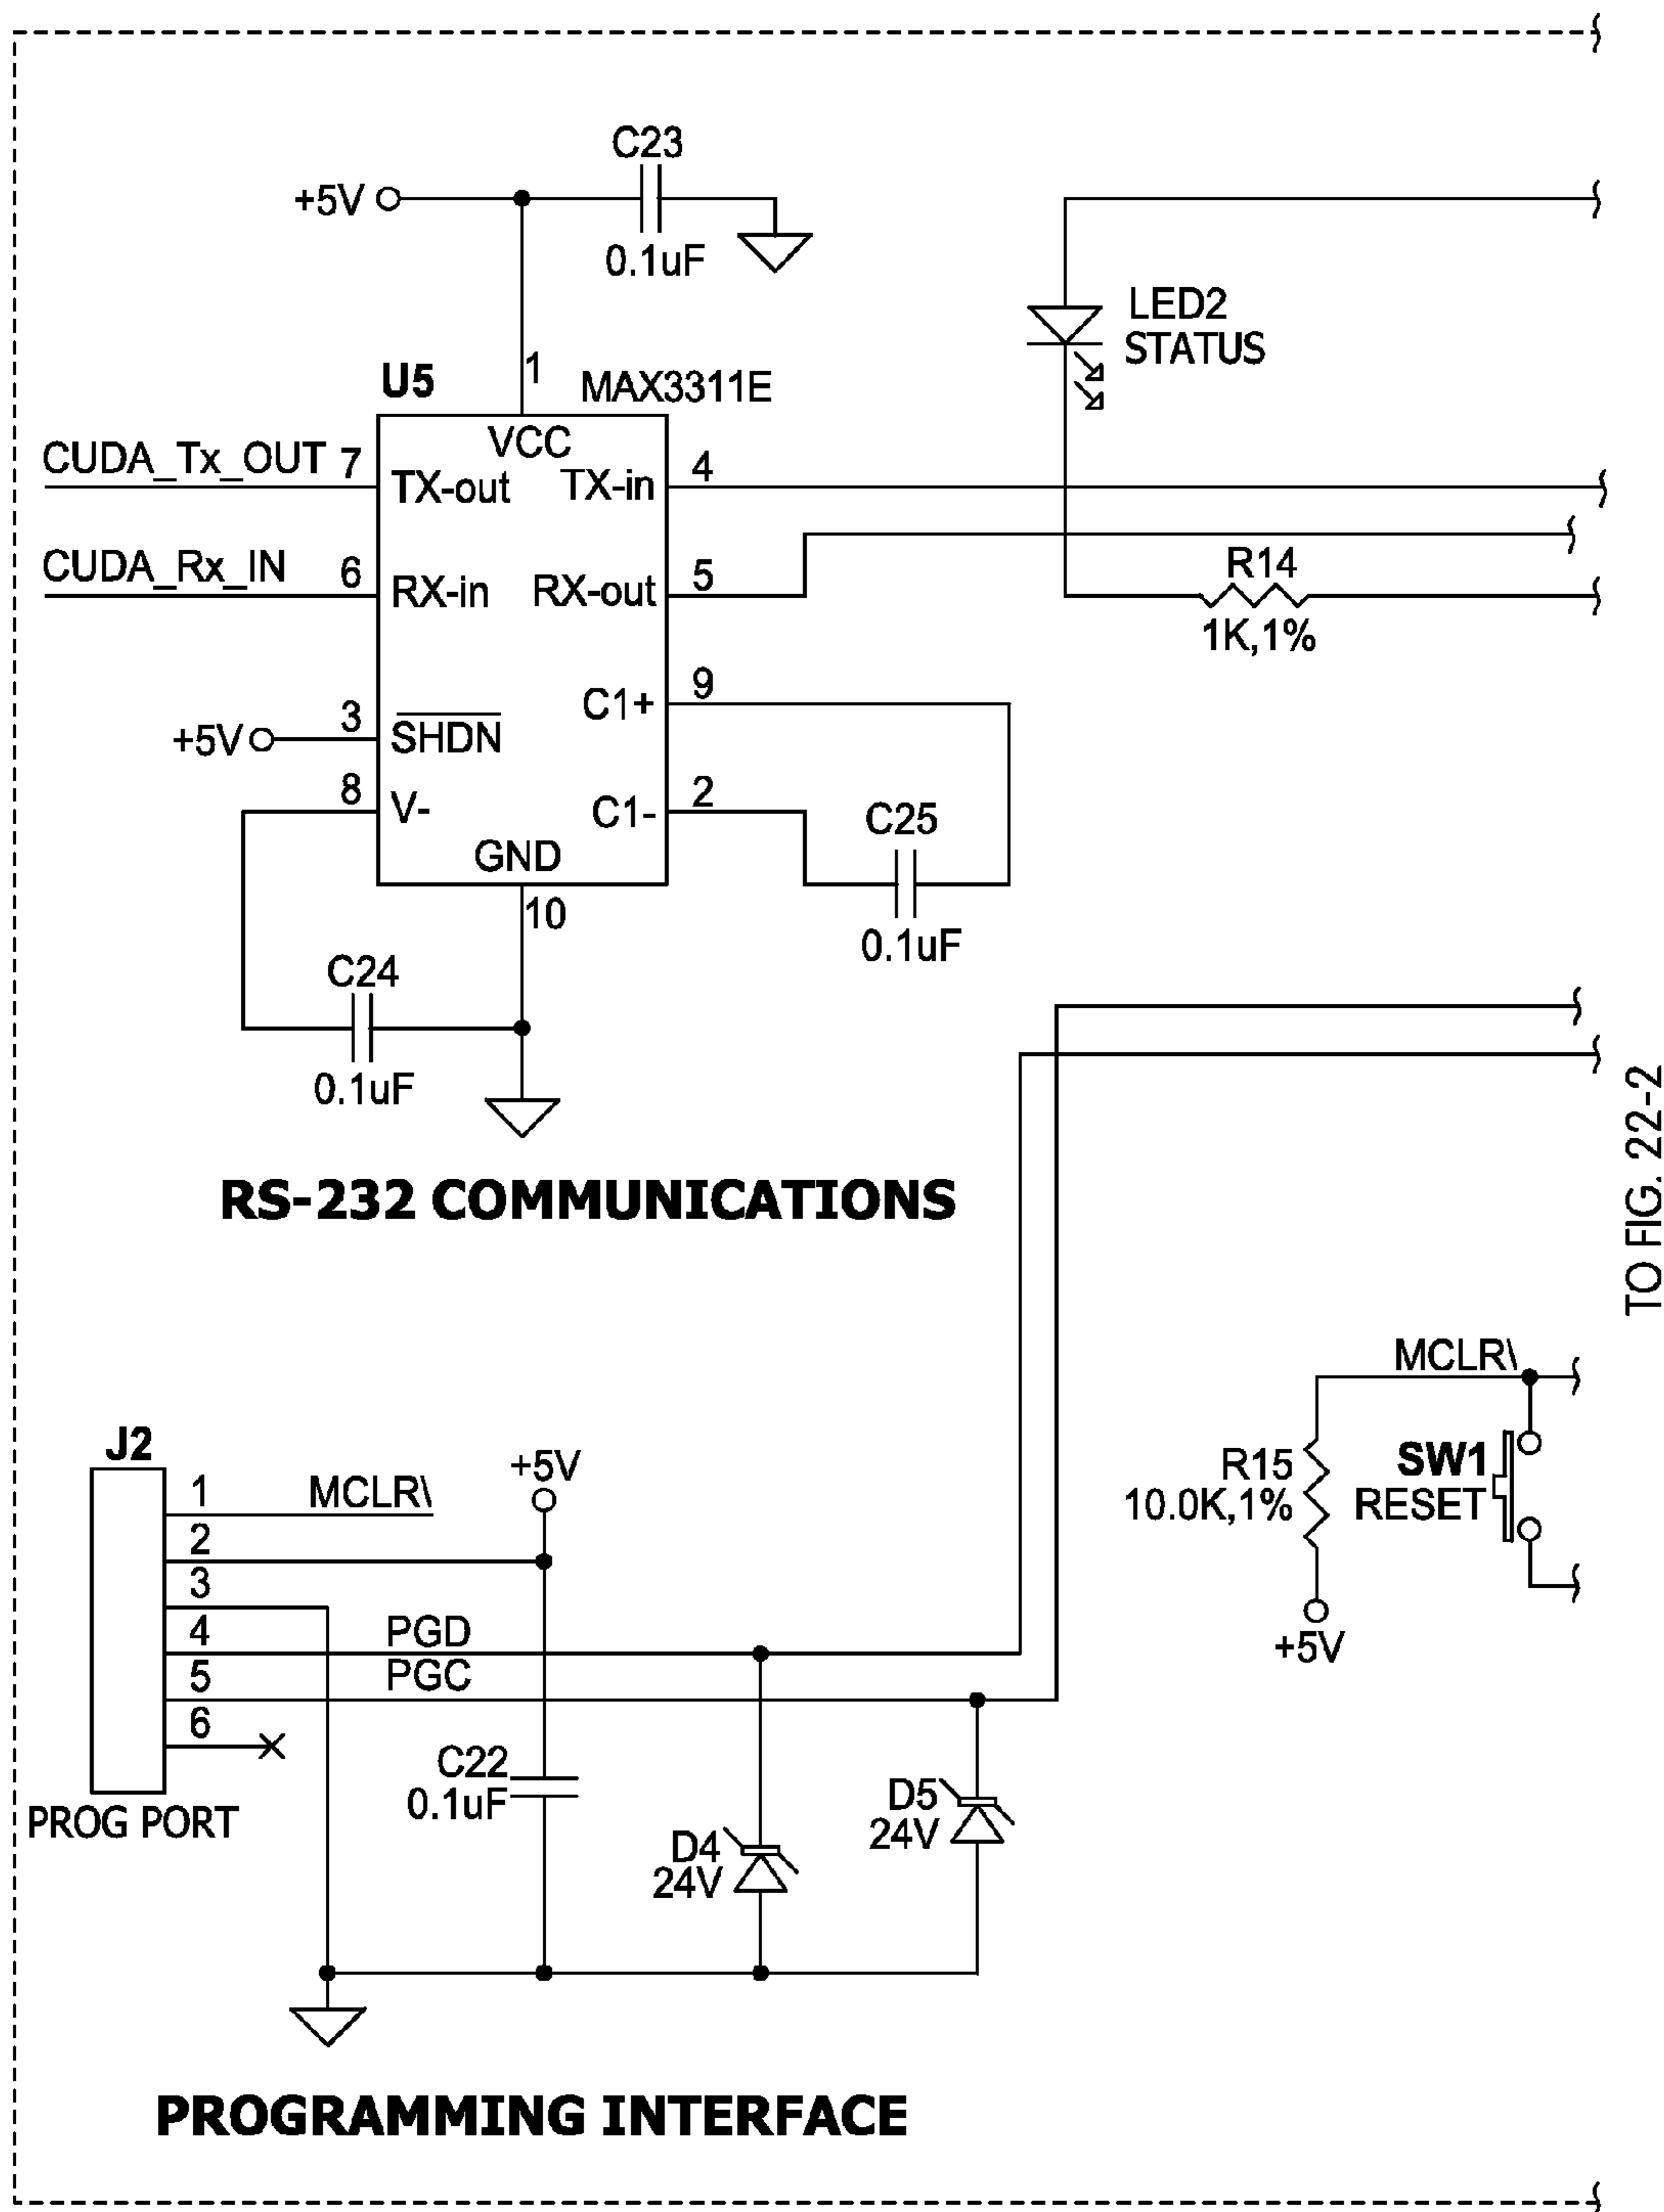 C23
+5V
0.1uF
LED2
STATUS
U5
1
MAX3311E
VCC
CUDA_Tx_OUT 7
TX-out
TX-in
4
CUDA_Rx_IN
6
RX-in
RX-out
5
R14
1K,1%
C1+
9
+5V
3
SHDN
8
V-
C1-
2
C25
0.1uF
GND
10
C24
0.1uF
RS-232 COMMUNICATIONS
TO FIG. 22-2
MCLR\
R15
10.0K,1%
SW1
RESET
+5V
J2
1
MCLR\
+5V
2
3
4
PGD
5
PGC
6
C22
0.1uF
D5
24V
D4
24V
PROG PORT
PROGRAMMING INTERFACE